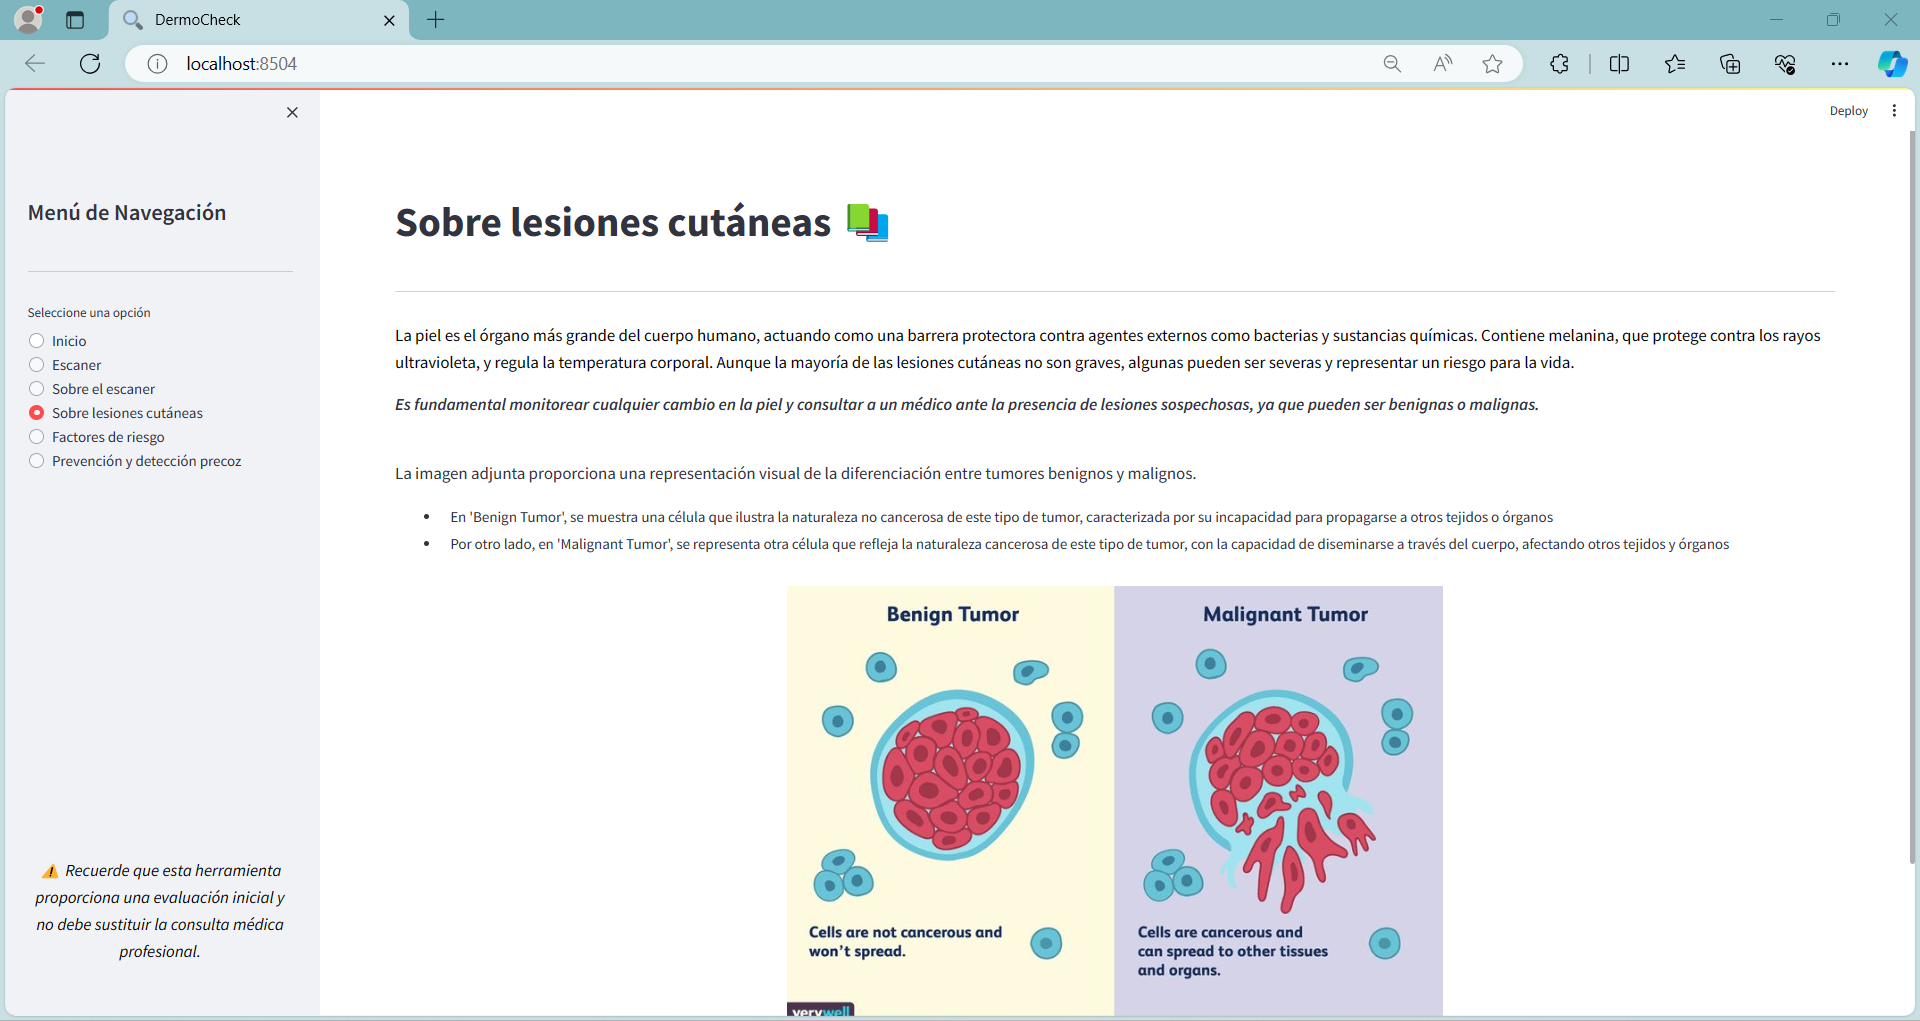 DermoCheck
localhost:8504
Deploy
Menú de Navegación
Seleccione una opción
Inicio
Escaner
Sobre el escaner
Sobre lesiones cutáneas
Factores de riesgo
Prevención y detección precoz
⚠️ Recuerde que esta herramienta
proporciona una evaluación inicial y
no debe sustituir la consulta médica
profesional.
Sobre lesiones cutáneas 📚
La piel es el órgano más grande del cuerpo humano, actuando como una barrera protectora contra agentes externos como bacterias y sustancias químicas. Contiene melanina, que protege contra los rayos
ultravioleta, y regula la temperatura corporal. Aunque la mayoría de las lesiones cutáneas no son graves, algunas pueden ser severas y representar un riesgo para la vida.
Es fundamental monitorear cualquier cambio en la piel y consultar a un médico ante la presencia de lesiones sospechosas, ya que pueden ser benignas o malignas.
La imagen adjunta proporciona una representación visual de la diferenciación entre tumores benignos y malignos.
• En 'Benign Tumor', se muestra una célula que ilustra la naturaleza no cancerosa de este tipo de tumor, caracterizada por su incapacidad para propagarse a otros tejidos o órganos
• Por otro lado, en 'Malignant Tumor', se representa otra célula que refleja la naturaleza cancerosa de este tipo de tumor, con la capacidad de diseminarse a través del cuerpo, afectando otros tejidos y órganos
Benign Tumor
Cells are not cancerous and
won't spread.
Malignant Tumor
Cells are cancerous and
can spread to other tissues
and organs.
verywell